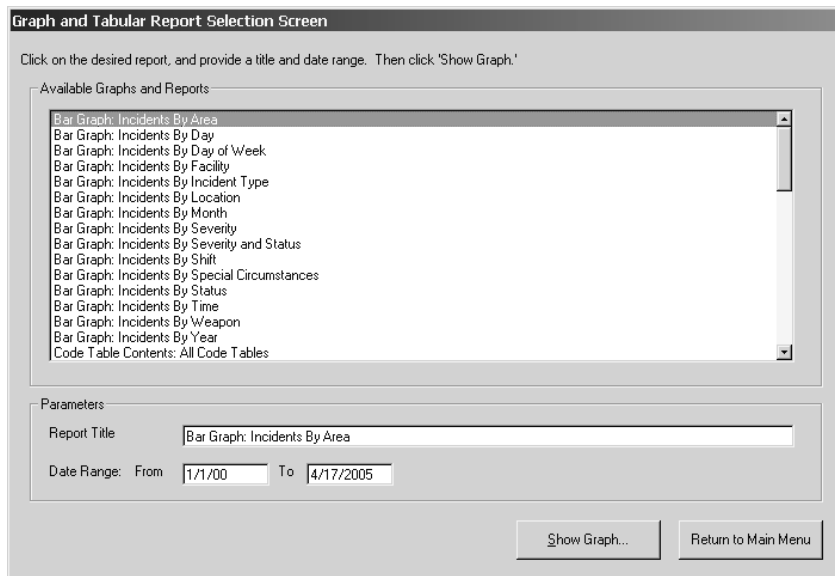 Graph and Tabular Report Selection Screen
Click on the desired report, and provide a title and date range. Then click 'Show Graph.'
Available Graphs and Reports
Bar Graph: Incidents By Area
Bar Graph: Incidents By Day
Bar Graph: Incidents By Day of Week
Bar Graph: Incidents By Facility
Bar Graph: Incidents By Incident Type
Bar Graph: Incidents By Location
Bar Graph: Incidents By Month
Bar Graph: Incidents By Severity
Bar Graph: Incidents By Severity and Status
Bar Graph: Incidents By Shift
Bar Graph: Incidents By Special Circumstances
Bar Graph: Incidents By Status
Bar Graph: Incidents By Time
Bar Graph: Incidents By Weapon
Bar Graph: Incidents By Year
Code Table Contents: All Code Tables
Parameters
Report Title Bar Graph: Incidents By Area
Date Range: From 1/1/00 To 4/17/2005
Show Graph... Return to Main Menu